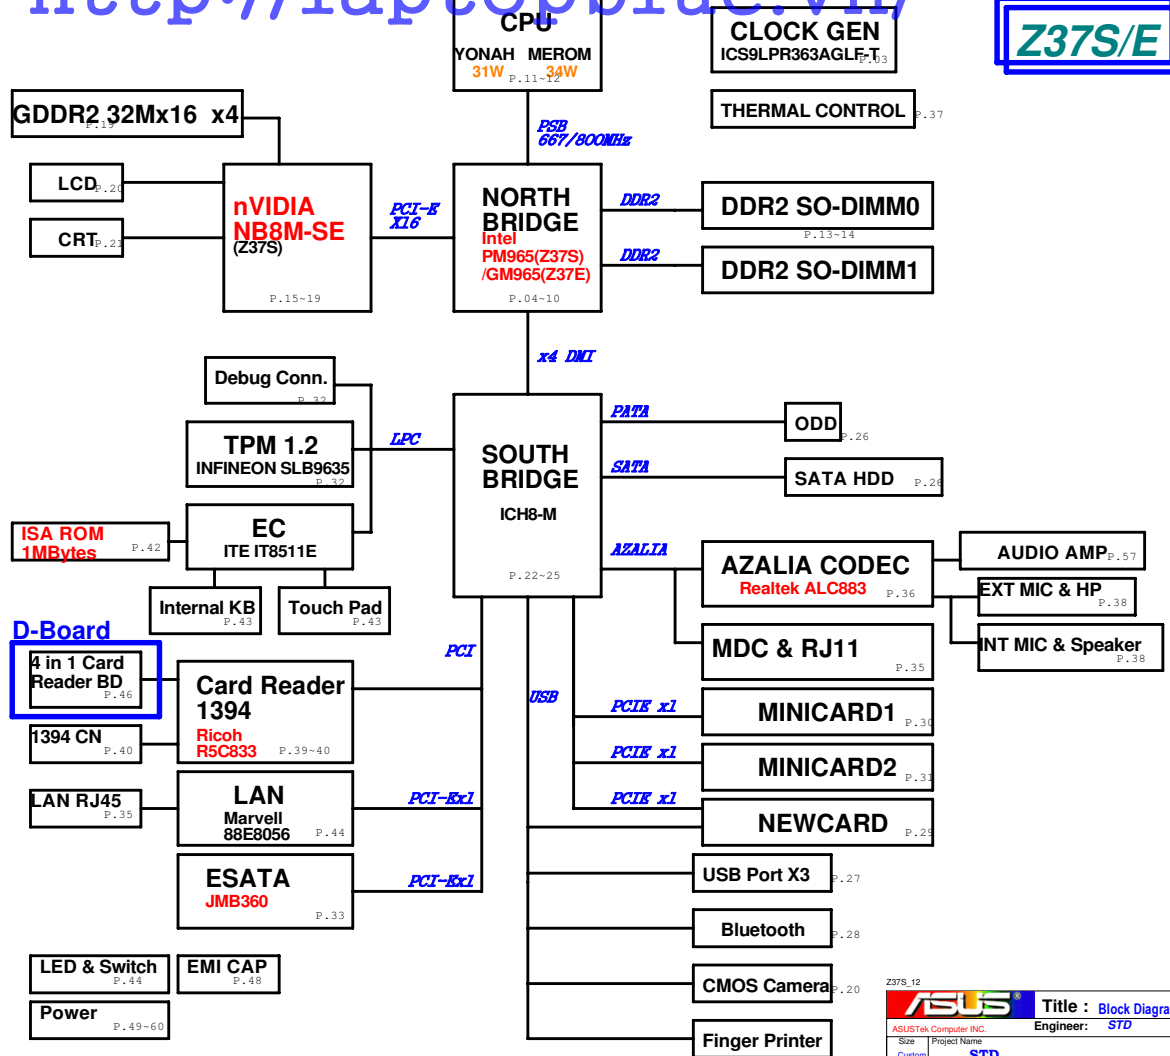 CPU
YONAH MEROM
31W 34W
P.11~12
CLOCK GEN
ICS9LPR363AGLF-T
P.03
Z37S/E
THERMAL CONTROL
P.37
GDDR2 32Mx16 x4
P.19
PSB
667/800MHz
LCD
P.20
CRT
P.21
nVIDIA
NB8M-SE
(Z37S)
P.15~19
PCI-E
X16
NORTH
BRIDGE
Intel
PM965(Z37S)
/GM965(Z37E)
P.04~10
DDR2
DDR2 SO-DIMM0
P.13~14
DDR2
DDR2 SO-DIMM1
x4 DMI
Debug Conn.
P.32
TPM 1.2
INFINEON SLB9635
P.32
LPC
SOUTH
BRIDGE
ICH8-M
P.22~25
PATA
ODD
P.26
SATA
SATA HDD
P.26
ISA ROM
1MBytes
P.42
EC
ITE IT8511E
Internal KB
P.43
Touch Pad
P.43
AZALIA
AZALIA CODEC
Realtek ALC883
P.36
AUDIO AMP
P.57
EXT MIC & HP
P.38
INT MIC & Speaker
P.38
MDC & RJ11
P.35
D-Board
4 in 1 Card
Reader BD
P.46
1394 CN
P.40
Card Reader
1394
Ricoh
R5C833
P.39~40
PCI
USB
PCIE x1
MINICARD1
P.30
PCIE x1
MINICARD2
P.31
PCIE x1
NEWCARD
P.29
LAN RJ45
P.35
LAN
Marvell
88E8056
P.44
PCI-Ex1
ESATA
JMB360
P.33
PCI-Ex1
USB Port X3
P.27
Bluetooth
P.28
CMOS Camera
P.20
Finger Printer
LED & Switch
P.44
EMI CAP
P.48
Power
P.49~60
Z37S_12
ASUS
®
Title : Block Diagra
ASUSTek Computer INC.
Engineer: STD
Size
Project Name
Custom
STD